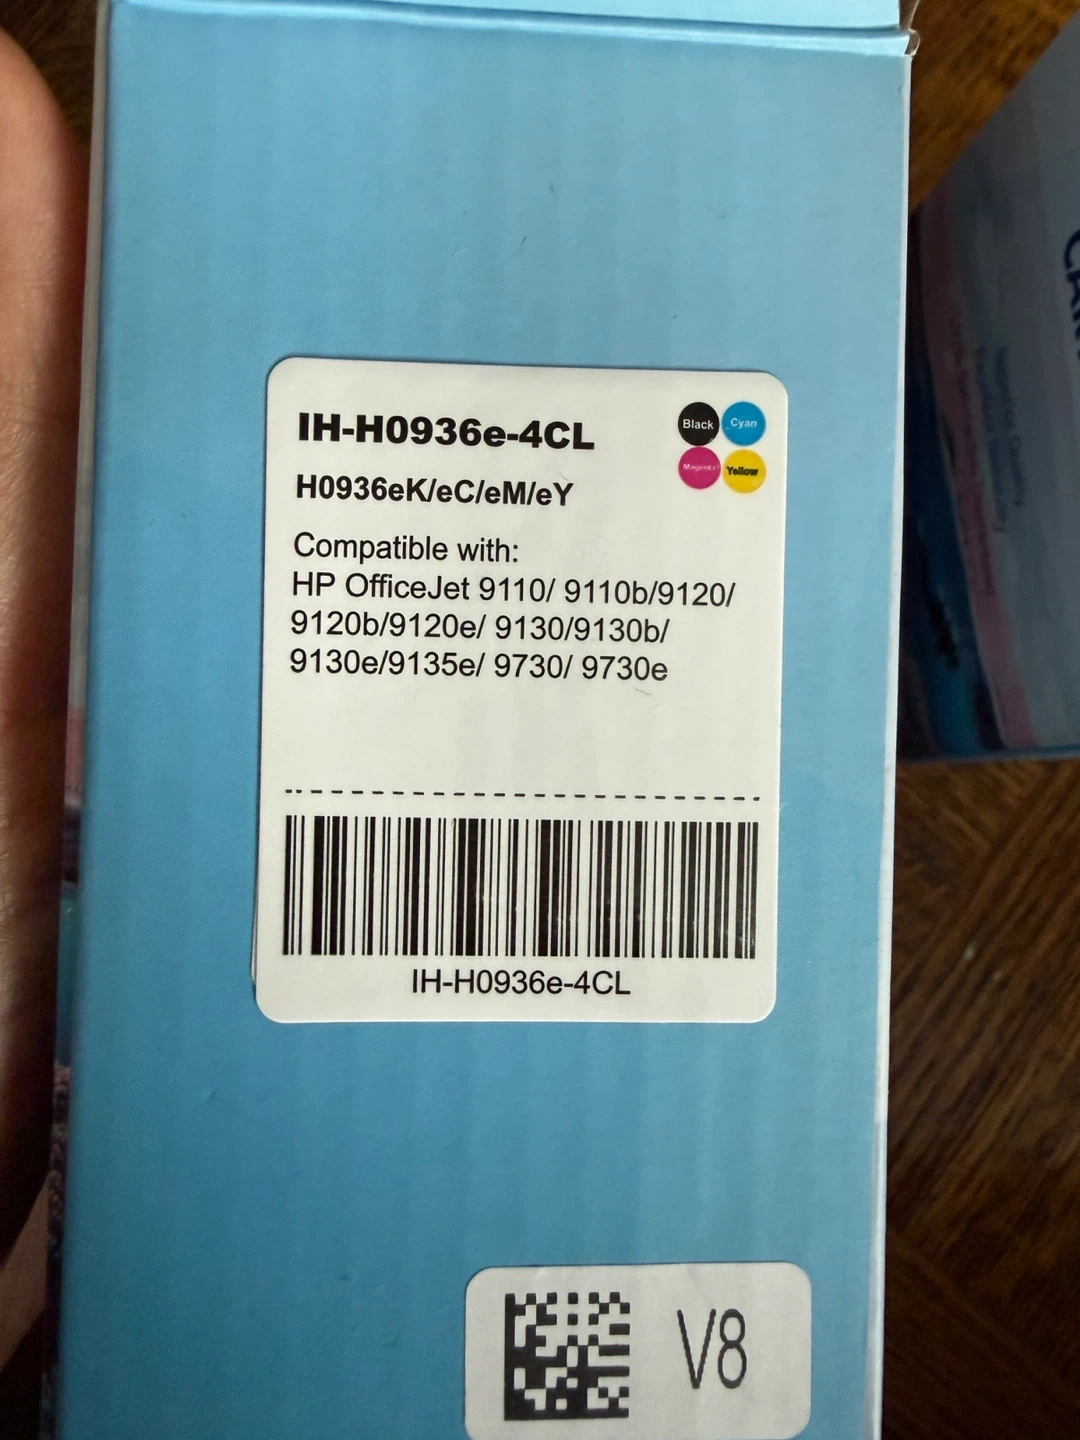 IH-H0936e-4CL
Black Cyan
Magenta Yellow
H0936eK/eC/eM/eY
Compatible with:
HP OfficeJet 9110/ 9110b/9120/
9120b/9120e/ 9130/9130b/
9130e/9135e/ 9730/ 9730e
IH-H0936e-4CL
V8